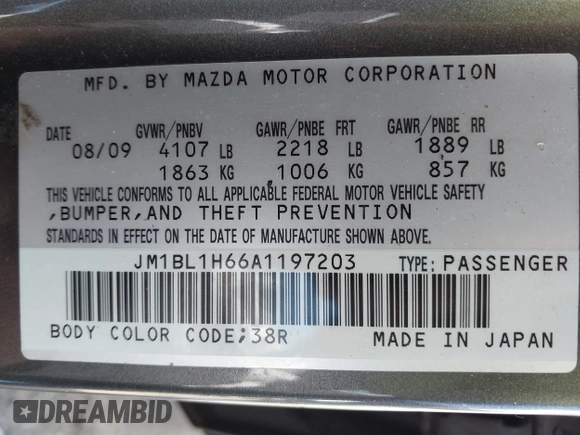 MFD. BY MAZDA MOTOR CORPORATION
DATE GVWR/PNBV GAWR/PNBE FRT GAWR/PNBE RR
08/09 4107 LB 2218 LB 1889 LB
1863 KG 1006 KG 857 KG
THIS VEHICLE CONFORMS TO ALL APPLICABLE FEDERAL MOTOR VEHICLE SAFETY
,BUMPER,AND THEFT PREVENTION
STANDARDS IN EFFECT ON THE DATE OF MANUFACTURE SHOWN ABOVE.
JM1BL1H66A1197203 TYPE: PASSENGER
BODY COLOR CODE;38R MADE IN JAPAN
DREAMBID